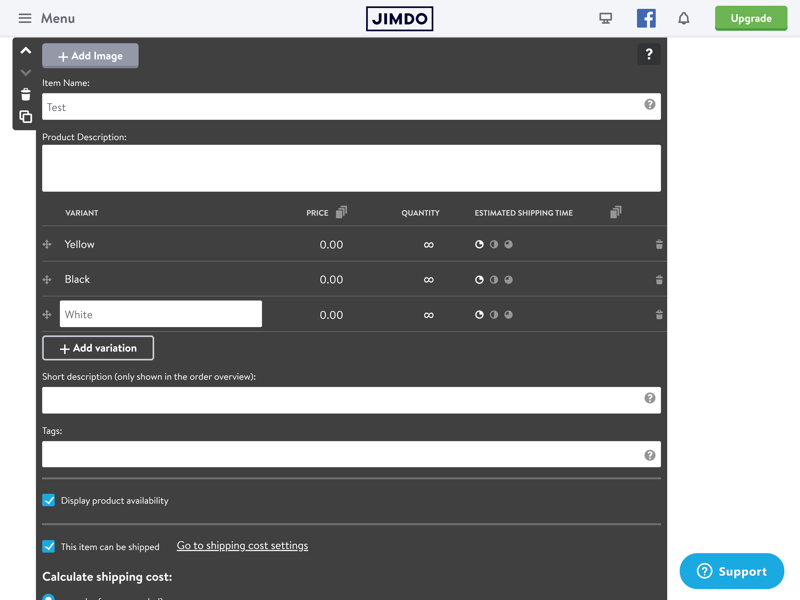 Menu
JIMDO
Upgrade
+ Add Image
?
Item Name:
Test
?
Product Description:
VARIANT PRICE QUANTITY ESTIMATED SHIPPING TIME
Yellow 0.00 ∞
Black 0.00 ∞
White 0.00 ∞
+ Add variation
Short description (only shown in the order overview):
?
Tags:
?
Display product availability
This item can be shipped Go to shipping cost settings
Calculate shipping cost:
? Support